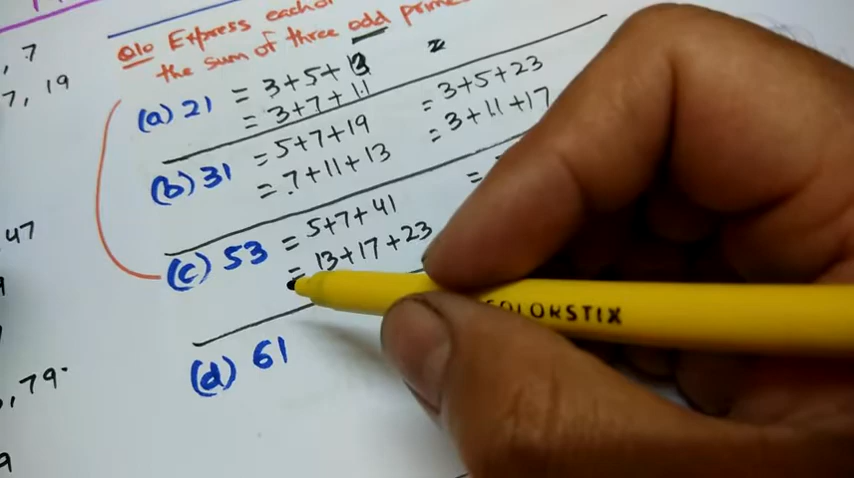 , 7
7, 19
47
, 79.
9
Q10 Express each of
the sum of three odd prime
(a) 21 = 3+5+13
= 3+7+11
(b) 31 = 5+7+19 = 3+5+23
= 7+11+13 = 3+11+17
(c) 53 = 5+7+41 =
= 13+17+23
(d) 61
COLORSTIX